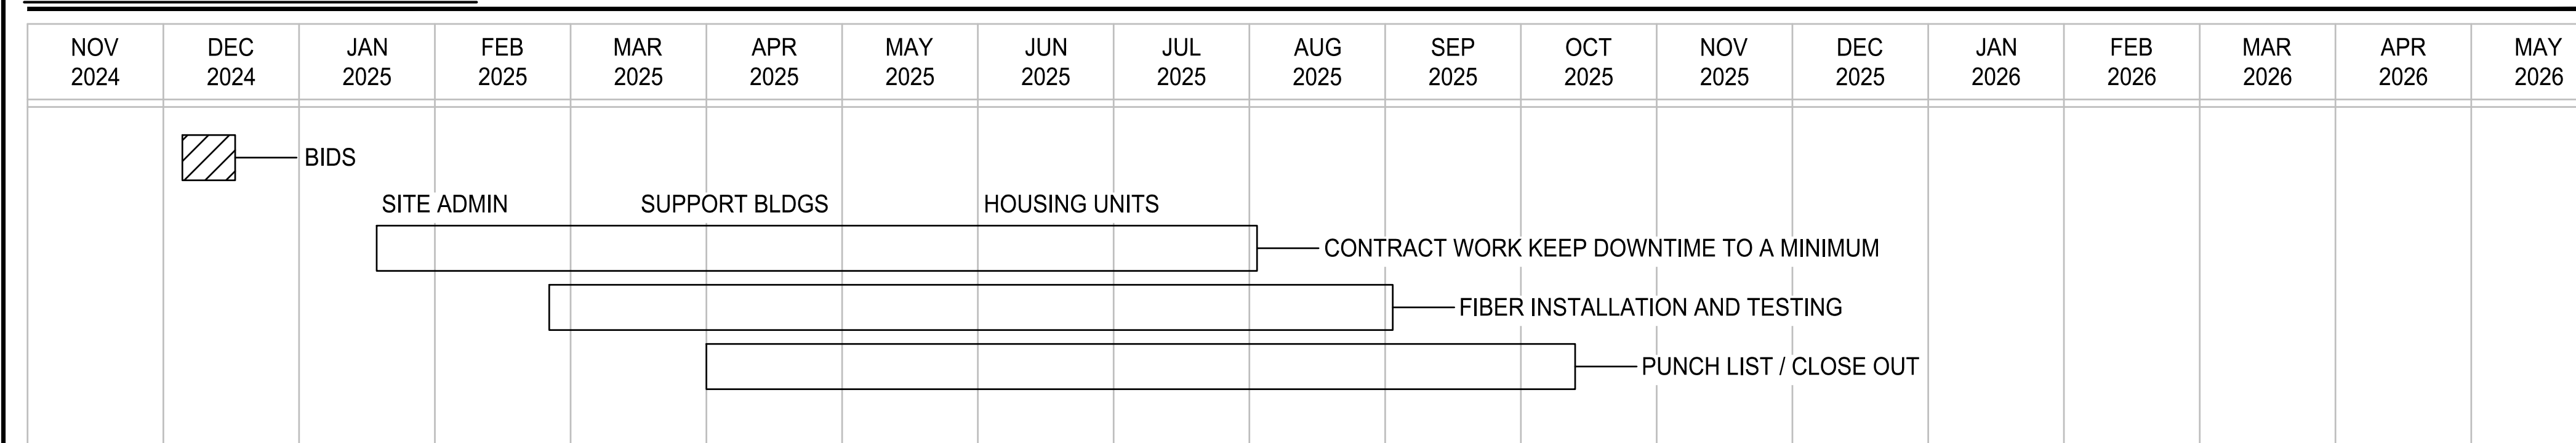 NOV DEC JAN FEB MAR APR MAY JUN JUL AUG SEP OCT NOV DEC JAN FEB MAR APR MAY
2024 2024 2025 2025 2025 2025 2025 2025 2025 2025 2025 2025 2025 2025 2026 2026 2026 2026 2026
BIDS
SITE ADMIN SUPPORT BLDGS HOUSING UNITS
CONTRACT WORK KEEP DOWNTIME TO A MINIMUM
FIBER INSTALLATION AND TESTING
PUNCH LIST / CLOSE OUT